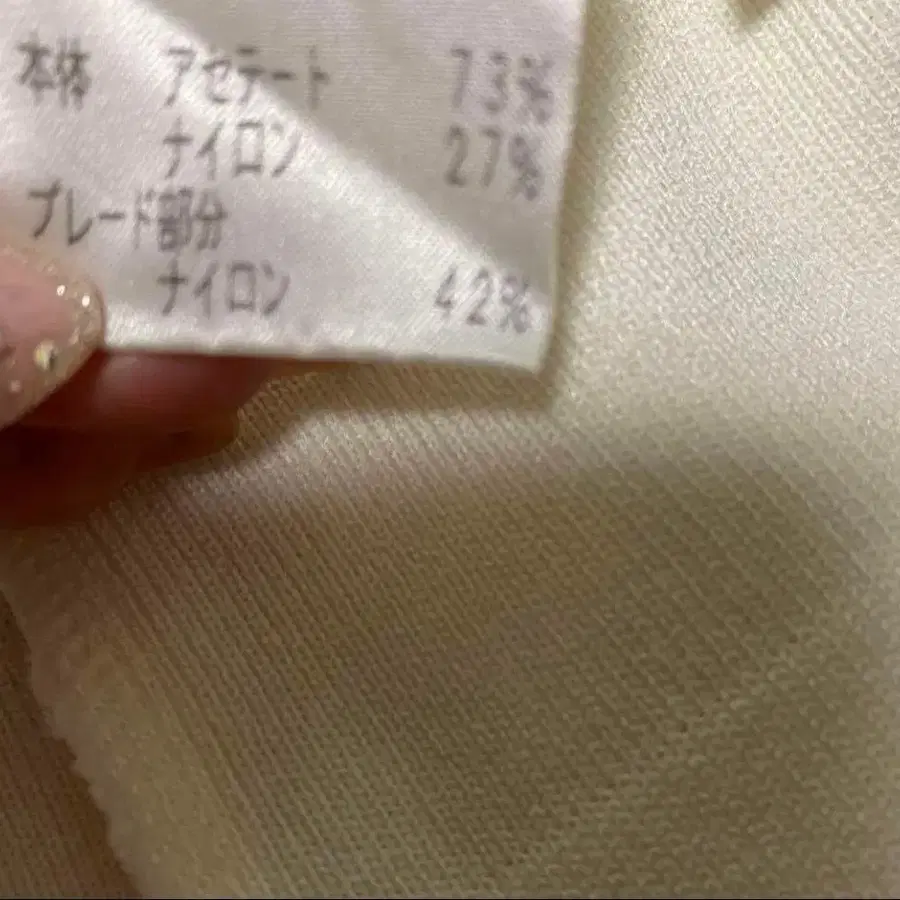 本体 アセテート 73%
ナイロン 27%
ブレード部分
ナイロン 42%